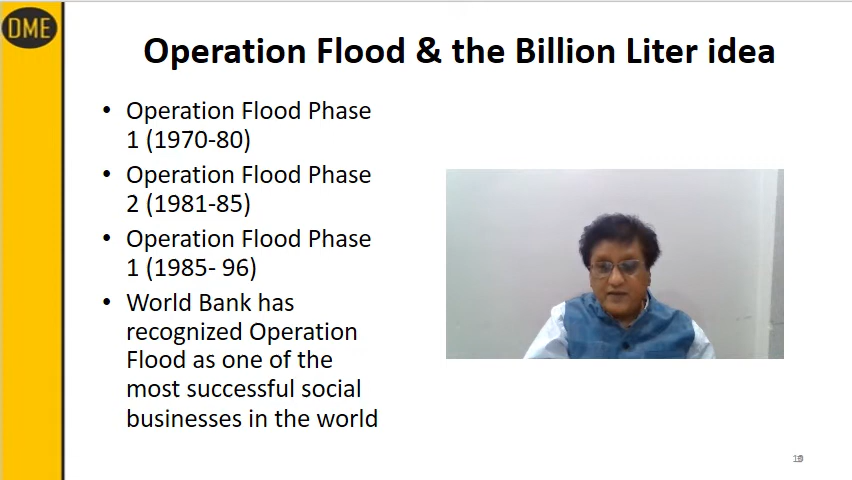 DME
Operation Flood & the Billion Liter idea
• Operation Flood Phase
1 (1970-80)
• Operation Flood Phase
2 (1981-85)
• Operation Flood Phase
1 (1985- 96)
• World Bank has
recognized Operation
Flood as one of the
most successful social
businesses in the world